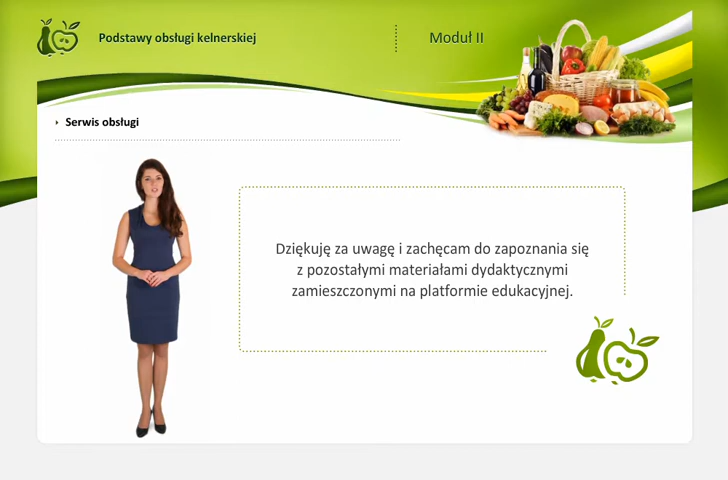 Podstawy obsługi kelnerskiej
Moduł II
Serwis obsługi
Dziękuję za uwagę i zachęcam do zapoznania się
z pozostałymi materiałami dydaktycznymi
zamieszczonymi na platformie edukacyjnej.